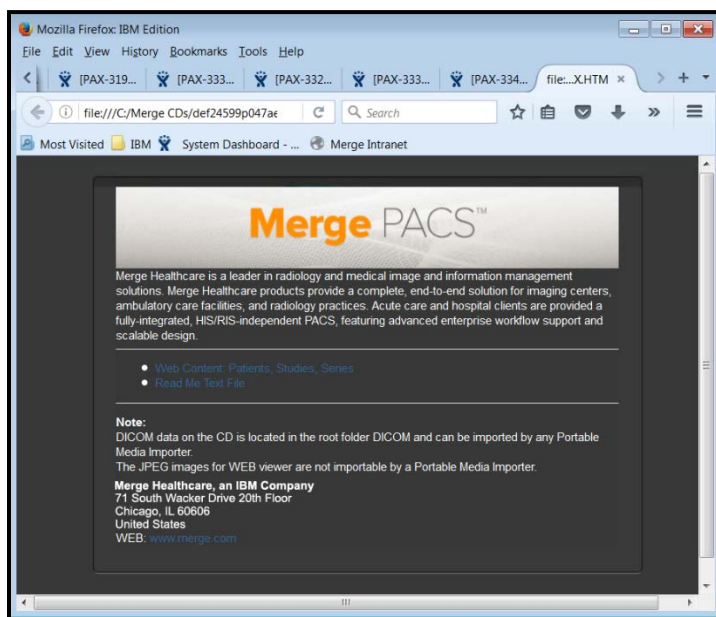 Mozilla Firefox: IBM Edition
File Edit View History Bookmarks Tools Help
[PAX-319... [PAX-333... [PAX-332... [PAX-333... [PAX-334... file:...X.HTM
file:///C:/Merge CDs/def24599p047ae Search
Most Visited IBM System Dashboard - ... Merge Intranet
Merge PACS™
Merge Healthcare is a leader in radiology and medical image and information management
solutions. Merge Healthcare products provide a complete, end-to-end solution for imaging centers,
ambulatory care facilities, and radiology practices. Acute care and hospital clients are provided a
fully-integrated, HIS/RIS-independent PACS, featuring advanced enterprise workflow support and
scalable design.
Web Content: Patients, Studies, Series
Read Me Text File
Note:
DICOM data on the CD is located in the root folder DICOM and can be imported by any Portable
Media Importer.
The JPEG images for WEB viewer are not importable by a Portable Media Importer.
Merge Healthcare, an IBM Company
71 South Wacker Drive 20th Floor
Chicago, IL 60606
United States
WEB: www.merge.com